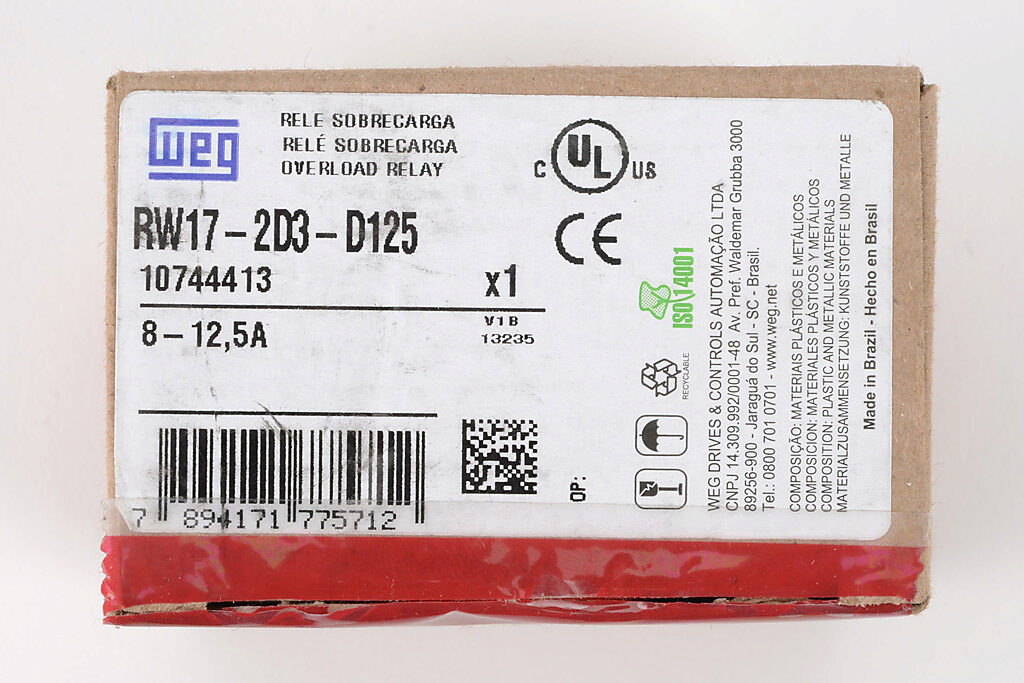 weg
RELE SOBRECARGA
RELÉ SOBRECARGA
OVERLOAD RELAY
C UL US
CE
RW17-2D3-D125
10744413
x1
8-12,5A
V1B
13235
7 894171 775712
OP:
ISO 14001
RECYCLABLE
WEG DRIVES & CONTROLS AUTOMAÇÃO LTDA
CNPJ 14.309.992/0001-48 Av. Pref. Waldemar Grubba 3000
89256-900 - Jaraguá do Sul - SC - Brasil.
Tel.: 0800 701 0701 - www.weg.net
COMPOSIÇÃO: MATERIAIS PLÁSTICOS E METÁLICOS
COMPOSICION: MATERIALES PLÁSTICOS Y METÁLICOS
COMPOSITION: PLASTIC AND METALLIC MATERIALS
MATERIALZUSAMMENSETZUNG: KUNSTSTOFFE UND METALLE
Made in Brazil - Hecho en Brasil